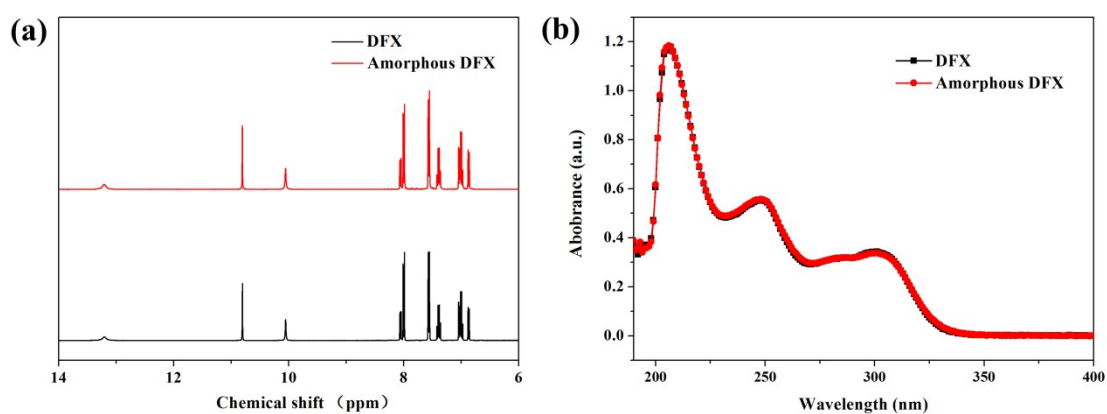 (a)
DFX
Amorphous DFX
14 12 10 8 6
Chemical shift （ppm）
(b)
DFX
Amorphous DFX
1.2
1.0
0.8
0.6
0.4
0.2
0.0
Abobrance (a.u.)
200 250 300 350 400
Wavelength (nm)